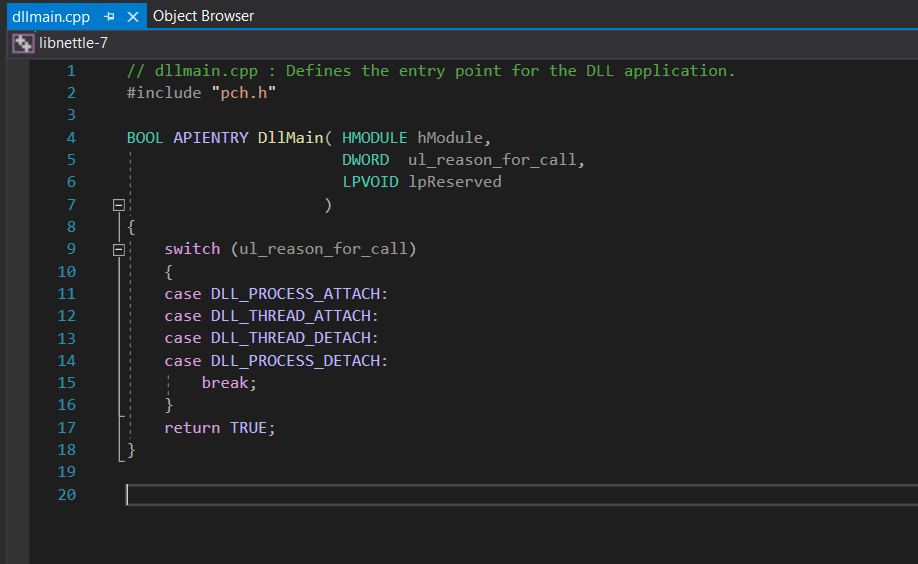 dllmain.cpp Object Browser
libnettle-7
1 // dllmain.cpp : Defines the entry point for the DLL application.
2 #include "pch.h"
3
4 BOOL APIENTRY DllMain( HMODULE hModule,
5                        DWORD  ul_reason_for_call,
6                        LPVOID lpReserved
7                      )
8 {
9     switch (ul_reason_for_call)
10     {
11     case DLL_PROCESS_ATTACH:
12     case DLL_THREAD_ATTACH:
13     case DLL_THREAD_DETACH:
14     case DLL_PROCESS_DETACH:
15         break;
16     }
17     return TRUE;
18 }
19
20